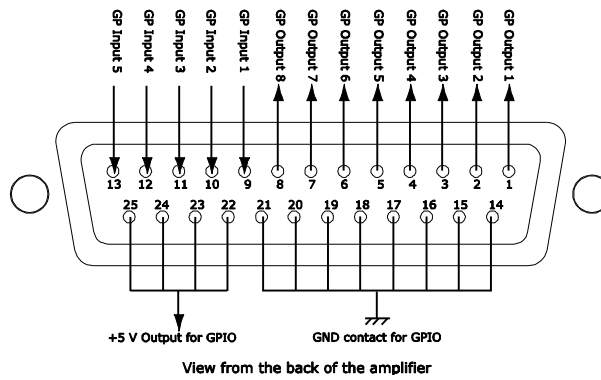 GP Input 5
GP Input 4
GP Input 3
GP Input 2
GP Input 1
GP Output 8
GP Output 7
GP Output 6
GP Output 5
GP Output 4
GP Output 3
GP Output 2
GP Output 1
13 12 11 10 9 8 7 6 5 4 3 2 1
25 24 23 22 21 20 19 18 17 16 15 14
+5 V Output for GPIO
GND contact for GPIO
View from the back of the amplifier